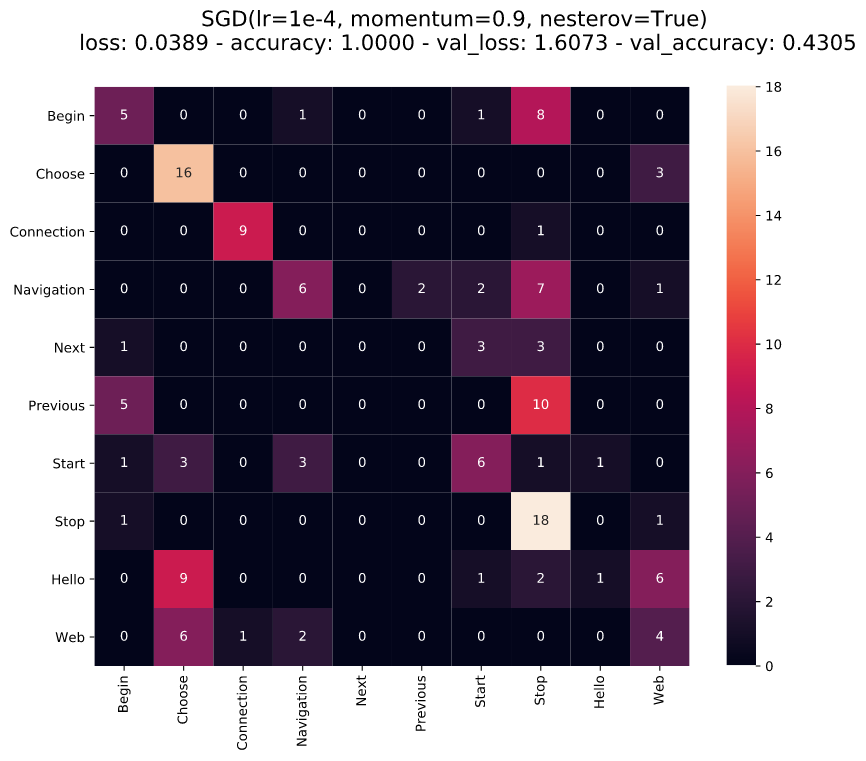 SGD(lr=1e-4, momentum=0.9, nesterov=True)
loss: 0.0389 - accuracy: 1.0000 - val_loss: 1.6073 - val_accuracy: 0.4305
Begin 5 0 0 1 0 0 1 8 0 0
Choose 0 16 0 0 0 0 0 0 0 3
Connection 0 0 9 0 0 0 0 1 0 0
Navigation 0 0 0 6 0 2 2 7 0 1
Next 1 0 0 0 0 0 3 3 0 0
Previous 5 0 0 0 0 0 0 10 0 0
Start 1 3 0 3 0 0 6 1 1 0
Stop 1 0 0 0 0 0 0 18 0 1
Hello 0 9 0 0 0 0 1 2 1 6
Web 0 6 1 2 0 0 0 0 0 4
Begin Choose Connection Navigation Next Previous Start Stop Hello Web
18
16
14
12
10
8
6
4
2
0